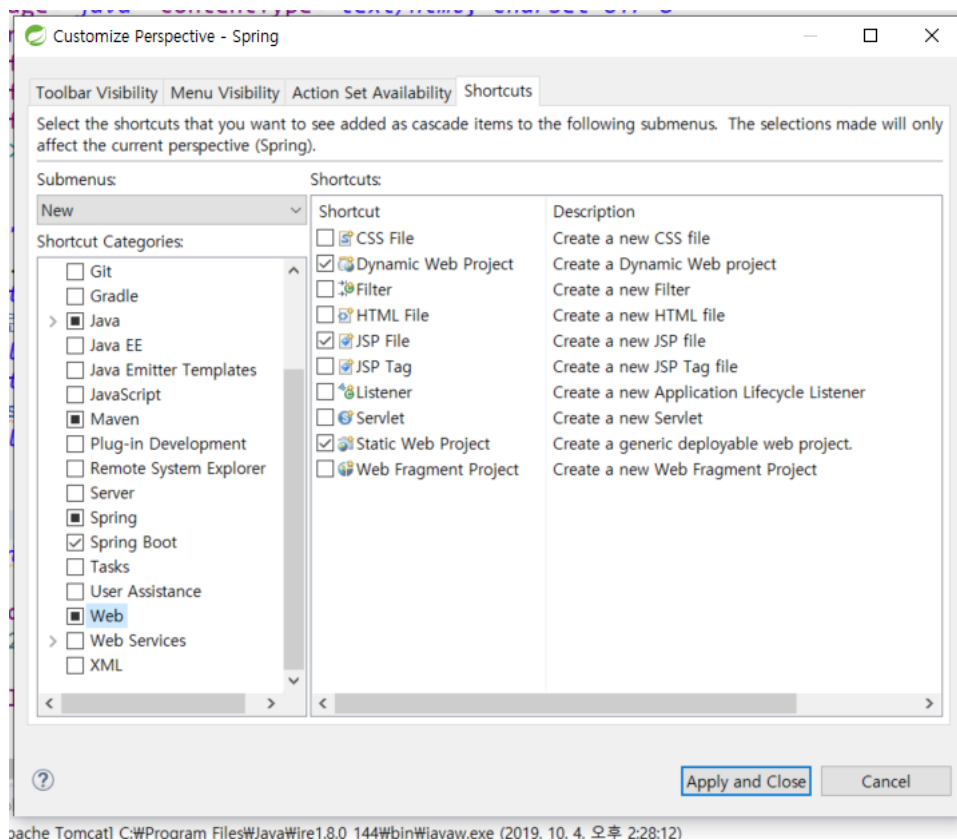 java contentType text/html; charset UTF-8
Customize Perspective - Spring
Toolbar Visibility Menu Visibility Action Set Availability Shortcuts
Select the shortcuts that you want to see added as cascade items to the following submenus. The selections made will only
affect the current perspective (Spring).
Submenus:
New
Shortcut Categories:
Git
Gradle
Java
Java EE
Java Emitter Templates
JavaScript
Maven
Plug-in Development
Remote System Explorer
Server
Spring
Spring Boot
Tasks
User Assistance
Web
Web Services
XML
Shortcuts:
Shortcut Description
CSS File Create a new CSS file
Dynamic Web Project Create a Dynamic Web project
Filter Create a new Filter
HTML File Create a new HTML file
JSP File Create a new JSP file
JSP Tag Create a new JSP Tag file
Listener Create a new Application Lifecycle Listener
Servlet Create a new Servlet
Static Web Project Create a generic deployable web project.
Web Fragment Project Create a new Web Fragment Project
Apply and Close Cancel
pache Tomcat] C:₩Program Files₩Java₩jre1.8.0_144₩bin₩javaw.exe (2019. 10. 4. 오후 2:28:12)